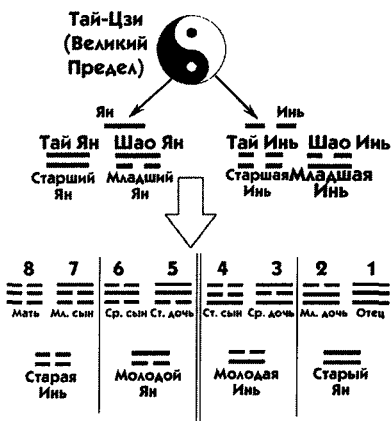 Тай-Цзи
(Великий
Предел)
Ян Инь
Тай Ян Шао Ян Тай Инь Шао Инь
Старший Младший Старшая Младшая
Ян Ян Инь Инь
8 7 6 5 4 3 2 1
Мать Мл. сын Ср. сын Ст. дочь Ст. сын Ср. дочь Мл. дочь Отец
Старая Молодой Молодая Старый
Инь Ян Инь Ян